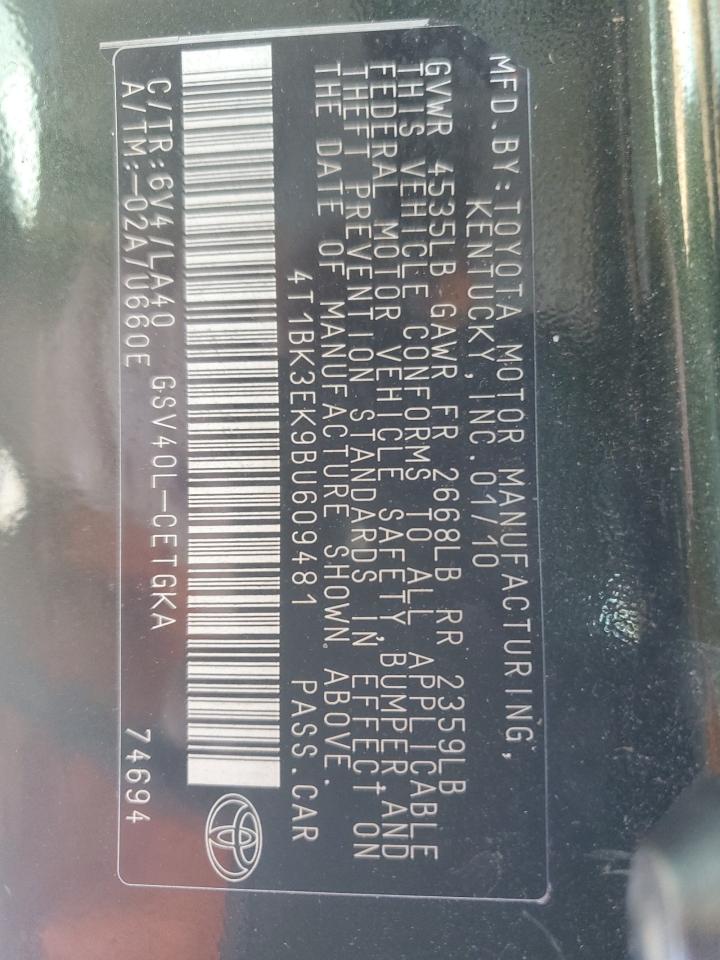 MFD.BY:TOYOTA MOTOR MANUFACTURING,
KENTUCKY,INC.01/10
GVWR 4535LB GAWR FR 2668LB RR 2359LB
THIS VEHICLE CONFORMS TO ALL APPLICABLE
FEDERAL MOTOR VEHICLE SAFETY,BUMPER,AND
THEFT PREVENTION STANDARDS IN EFFECT ON
THE DATE OF MANUFACTURE SHOWN ABOVE.
4T1BK3EK9BU609481 PASS.CAR
C/TR:6V4/LA40 GSV40L-CETGKA 74694
A/TM:-02A/U660E